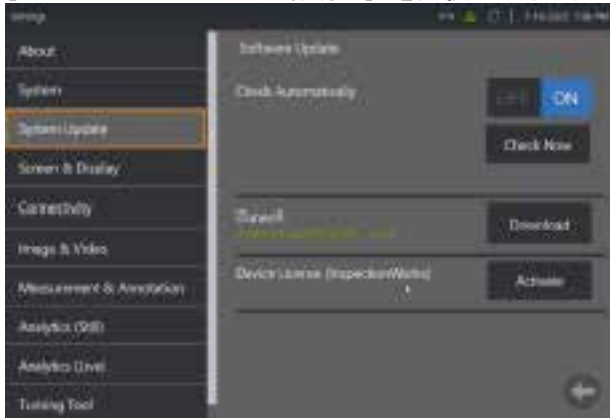 Settings
About
System
System Update
Screen & Display
Connectivity
Image & Video
Measurement & Annotation
Analytics (Still)
Analytics (Live)
Turning Tool
Software Update
Check Automatically
OFF
ON
Check Now
Download
Device License (InspectionWorks)
Activate